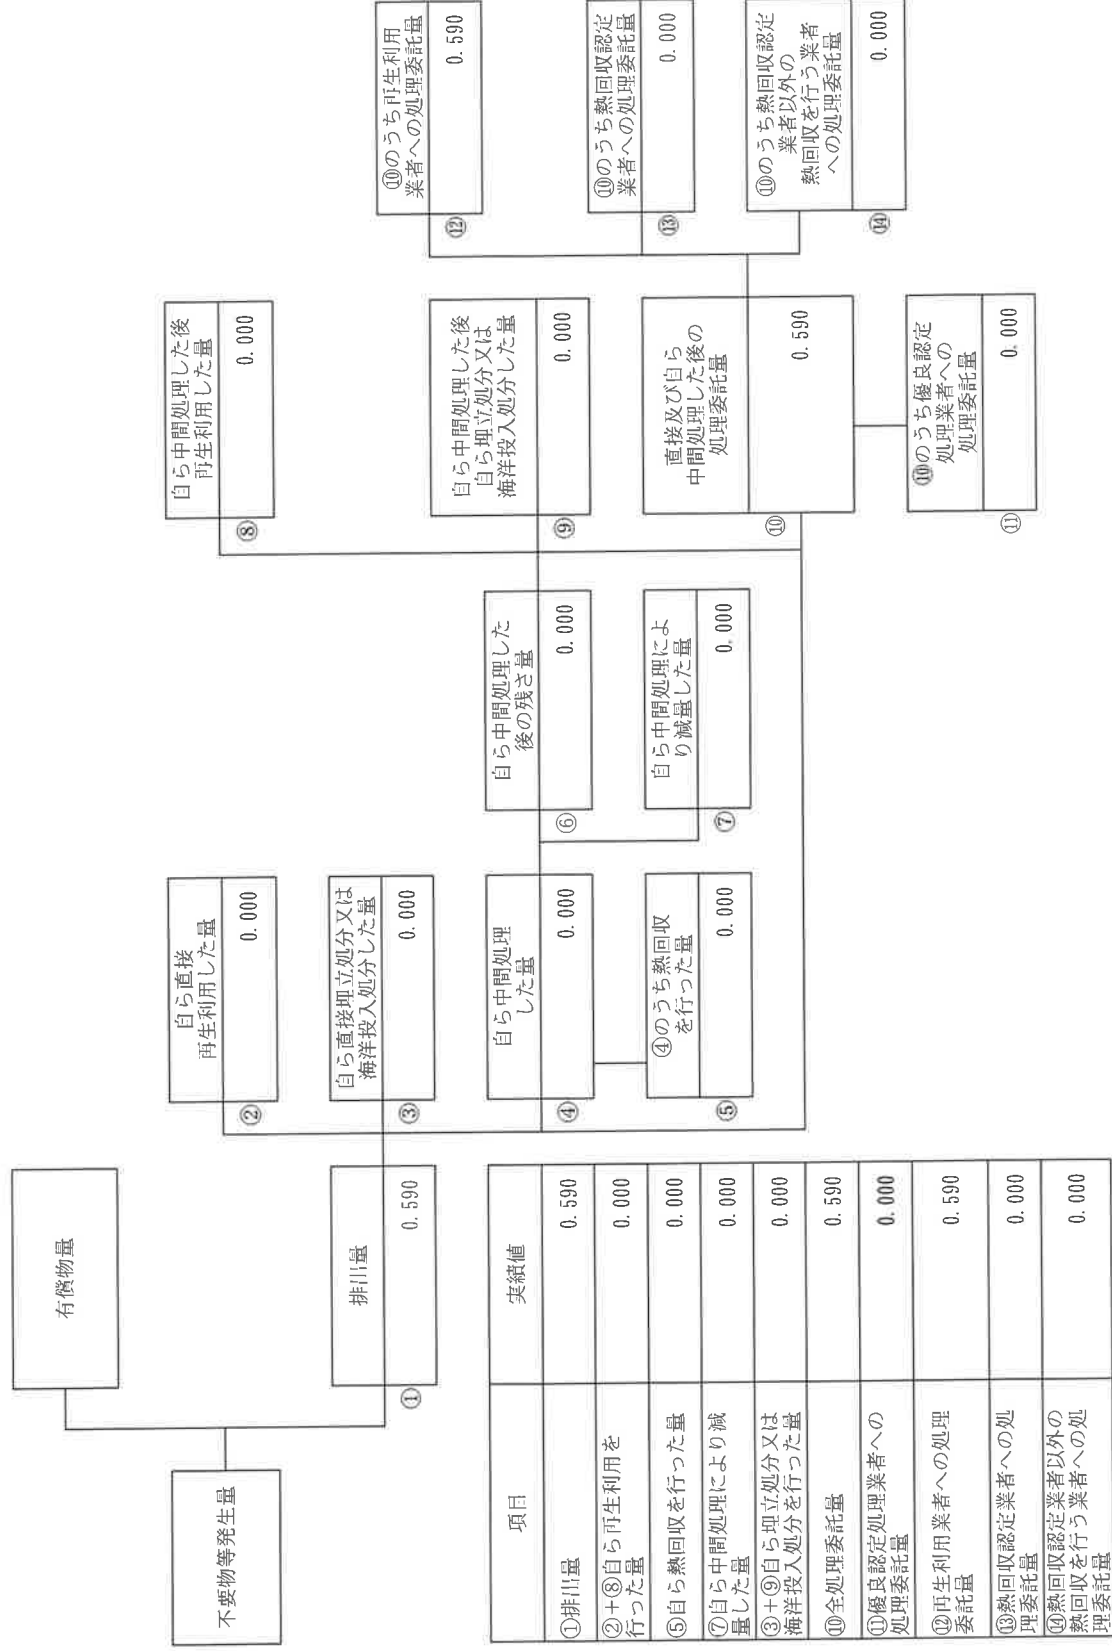 不要物等発生量
有償物量
排出量
① 0.590
自ら直接
再生利用した量
② 0.000
自ら直接埋立処分又は
海洋投入処分した量
③ 0.000
自ら中間処理
した量
④ 0.000
④のうち熱回収
を行った量
⑤ 0.000
自ら中間処理した
後の残さ量
⑥ 0.000
自ら中間処理によ
り減量した量
⑦ 0.000
自ら中間処理した後
再生利用した量
⑧ 0.000
自ら中間処理した後
自ら埋立処分又は
海洋投入処分した量
⑨ 0.000
直接及び自ら
中間処理した後の
処理委託量
⑩ 0.590
⑩のうち優良認定
処理業者への
処理委託量
⑪ 0.000
⑩のうち再生利用
業者への処理委託量
⑫ 0.590
⑩のうち熱回収認定
業者への処理委託量
⑬ 0.000
⑩のうち熱回収認定
業者以外の
熱回収を行う業者
への処理委託量
⑭ 0.000
項目 実績値
①排出量 0.590
②+⑧自ら再生利用を
行った量 0.000
⑤自ら熱回収を行った量 0.000
⑦自ら中間処理により減
量した量 0.000
③+⑨自ら埋立処分又は
海洋投入処分を行った量 0.000
⑩全処理委託量 0.590
⑪優良認定処理業者への
処理委託量 0.000
⑫再生利用業者への処理
委託量 0.590
⑬熱回収認定業者への処
理委託量 0.000
⑭熱回収認定業者以外の
熱回収を行う業者への処
理委託量 0.000